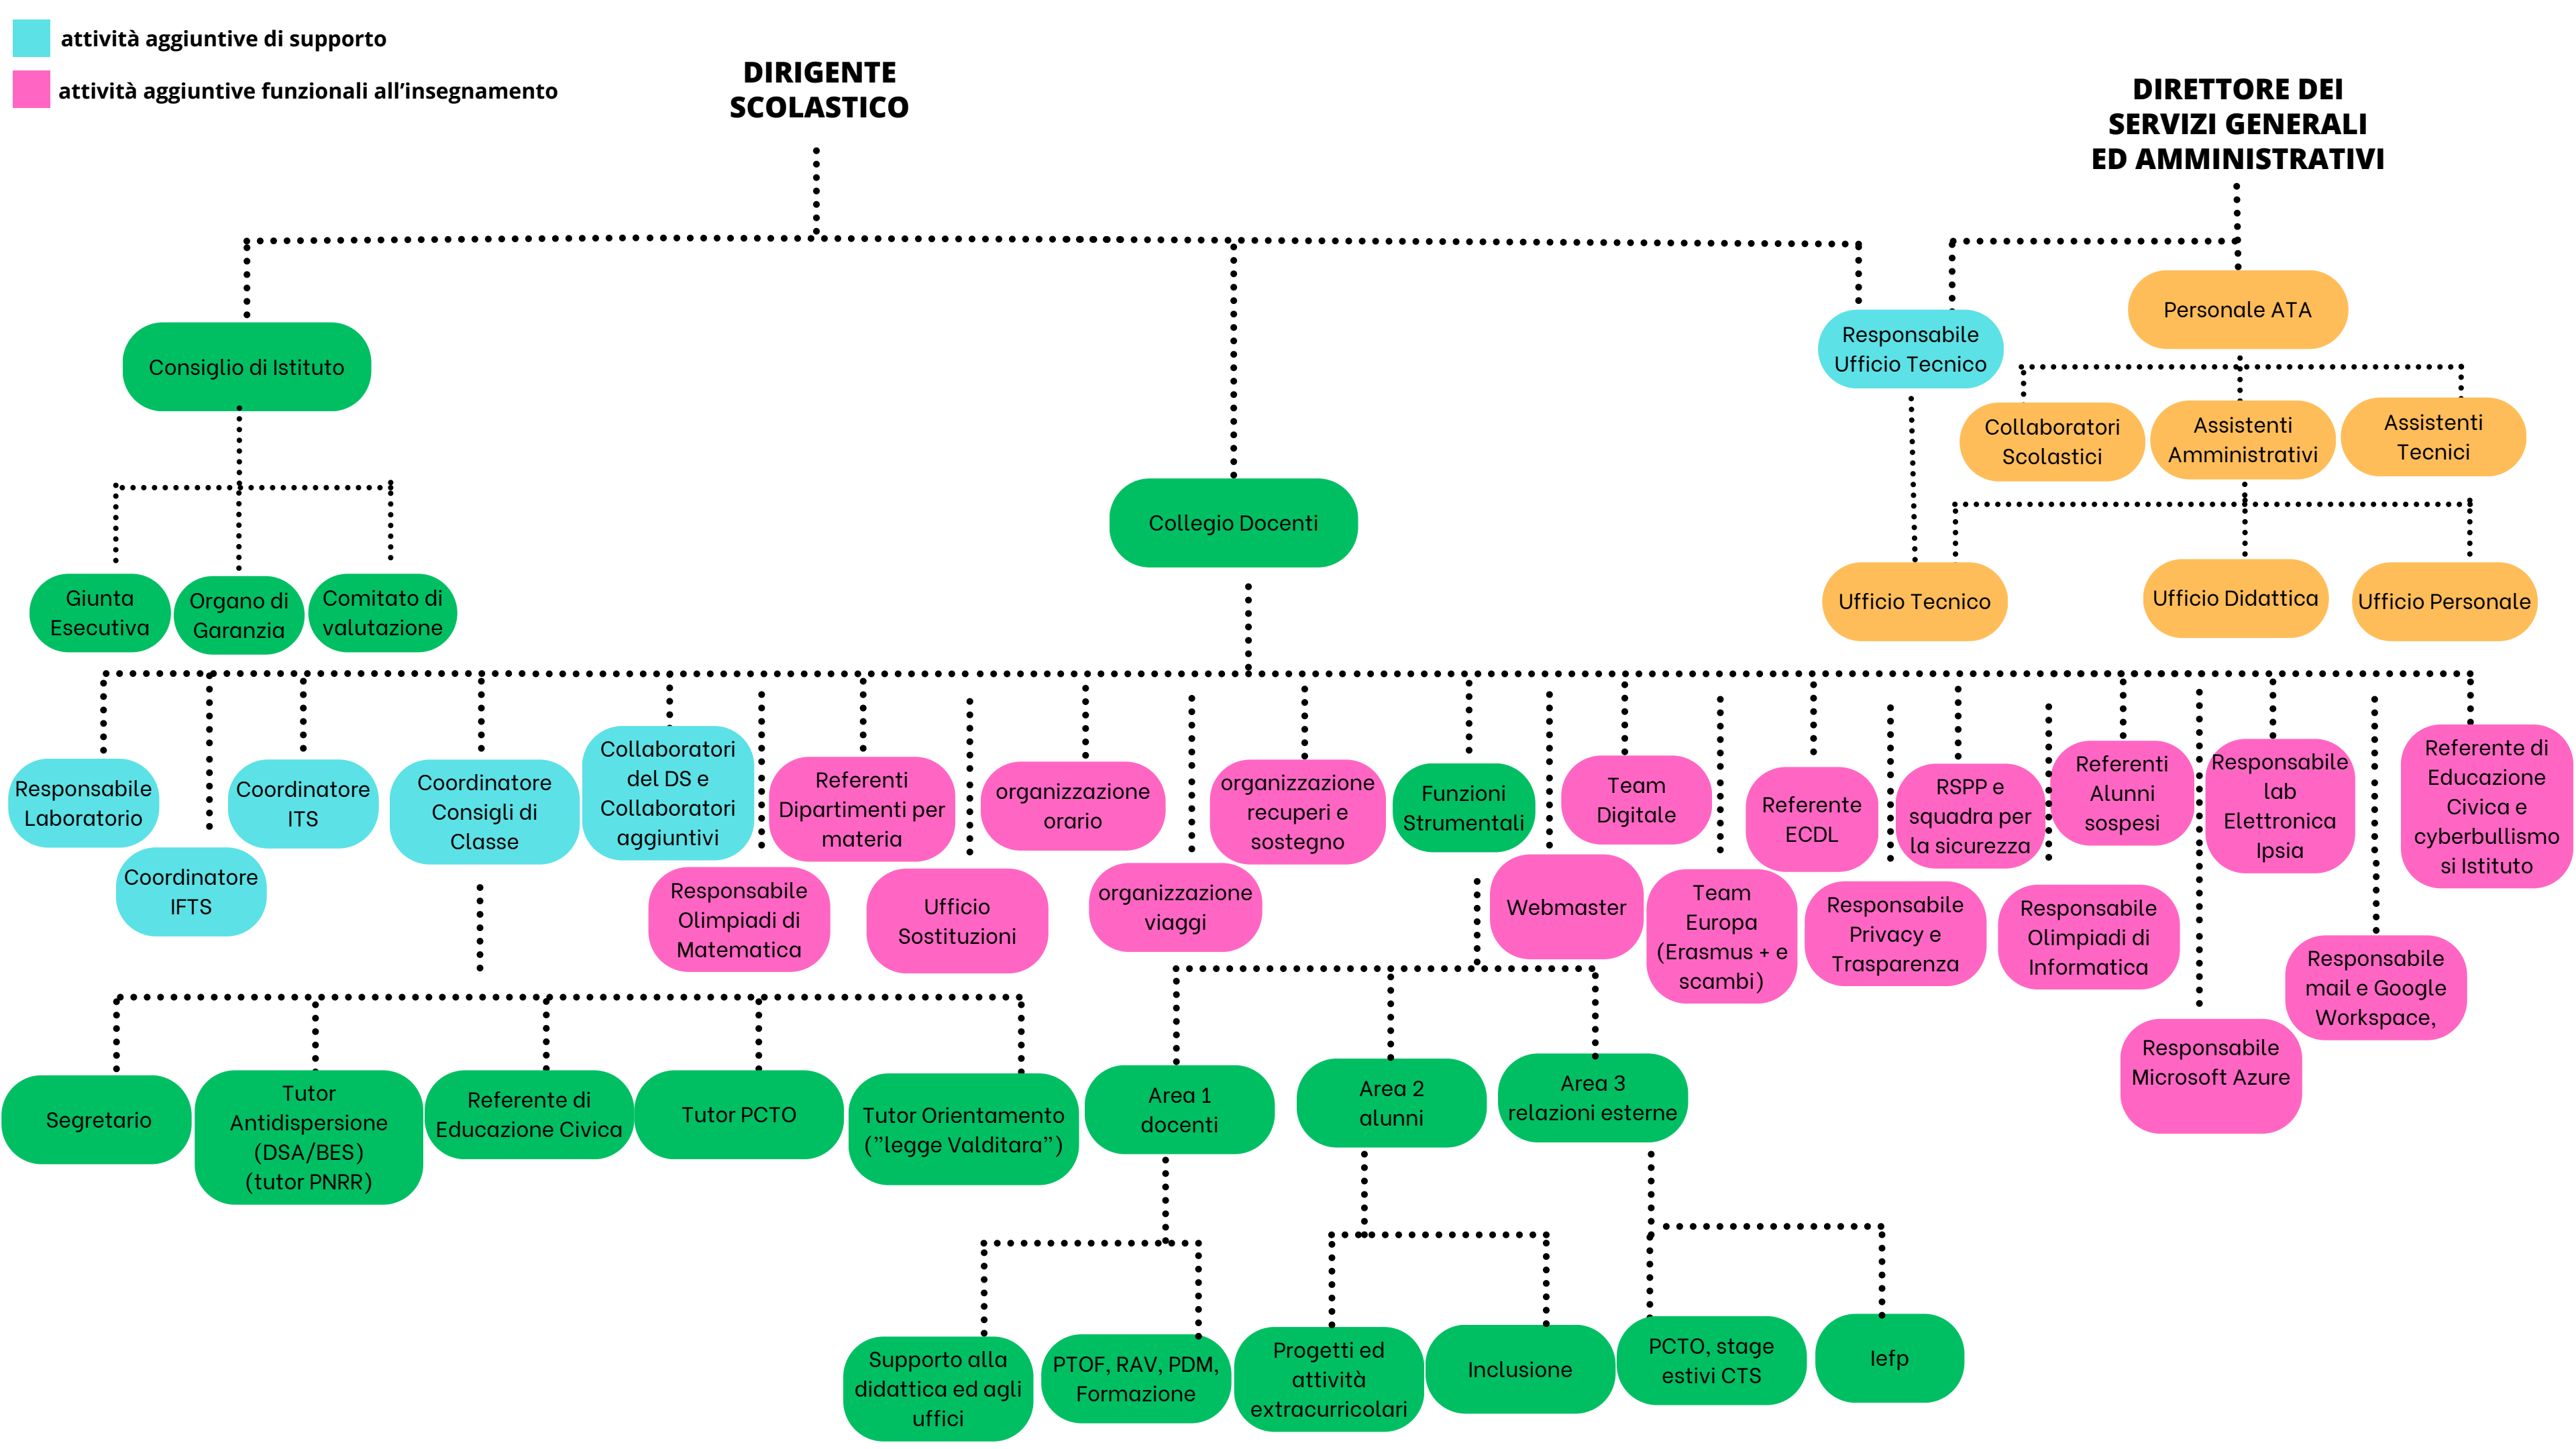 attività aggiuntive di supporto
attività aggiuntive funzionali all’insegnamento
DIRIGENTE
SCOLASTICO
DIRETTORE DEI
SERVIZI GENERALI
ED AMMINISTRATIVI
Consiglio di Istituto
Responsabile
Ufficio Tecnico
Personale ATA
Collaboratori
Scolastici
Assistenti
Amministrativi
Assistenti
Tecnici
Collegio Docenti
Giunta
Esecutiva
Organo di
Garanzia
Comitato di
valutazione
Ufficio Tecnico
Ufficio Didattica
Ufficio Personale
Responsabile
Laboratorio
Coordinatore
IFTS
Coordinatore
ITS
Coordinatore
Consigli di
Classe
Collaboratori
del DS e
Collaboratori
aggiuntivi
Responsabile
Olimpiadi di
Matematica
Referenti
Dipartimenti per
materia
Ufficio
Sostituzioni
organizzazione
orario
organizzazione
viaggi
organizzazione
recuperi e
sostegno
Funzioni
Strumentali
Webmaster
Team
Digitale
Team
Europa
(Erasmus + e
scambi)
Referente
ECDL
Responsabile
Privacy e
Trasparenza
RSPP e
squadra per
la sicurezza
Responsabile
Olimpiadi di
Informatica
Referenti
Alunni
sospesi
Responsabile
Microsoft Azure
Responsabile
lab
Elettronica
Ipsia
Responsabile
mail e Google
Workspace,
Referente di
Educazione
Civica e
cyberbullismo
si Istituto
Segretario
Tutor
Antidispersione
(DSA/BES)
(tutor PNRR)
Referente di
Educazione Civica
Tutor PCTO
Tutor Orientamento
(”legge Valditara”)
Area 1
docenti
Area 2
alunni
Area 3
relazioni esterne
Supporto alla
didattica ed agli
uffici
PTOF, RAV, PDM,
Formazione
Progetti ed
attività
extracurricolari
Inclusione
PCTO, stage
estivi CTS
Iefp